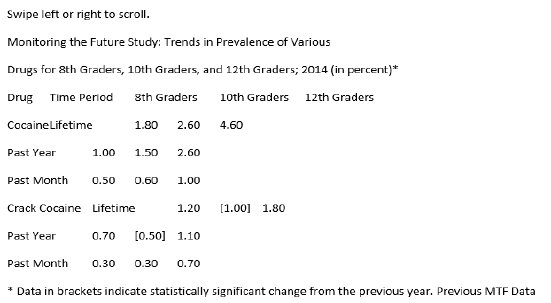 Swipe left or right to scroll.
Monitoring the Future Study: Trends in Prevalence of Various
Drugs for 8th Graders, 10th Graders, and 12th Graders; 2014 (in percent)*
Drug Time Period 8th Graders 10th Graders 12th Graders
CocaineLifetime 1.80 2.60 4.60
Past Year 1.00 1.50 2.60
Past Month 0.50 0.60 1.00
Crack Cocaine Lifetime 1.20 [1.00] 1.80
Past Year 0.70 [0.50] 1.10
Past Month 0.30 0.30 0.70
* Data in brackets indicate statistically significant change from the previous year. Previous MTF Data